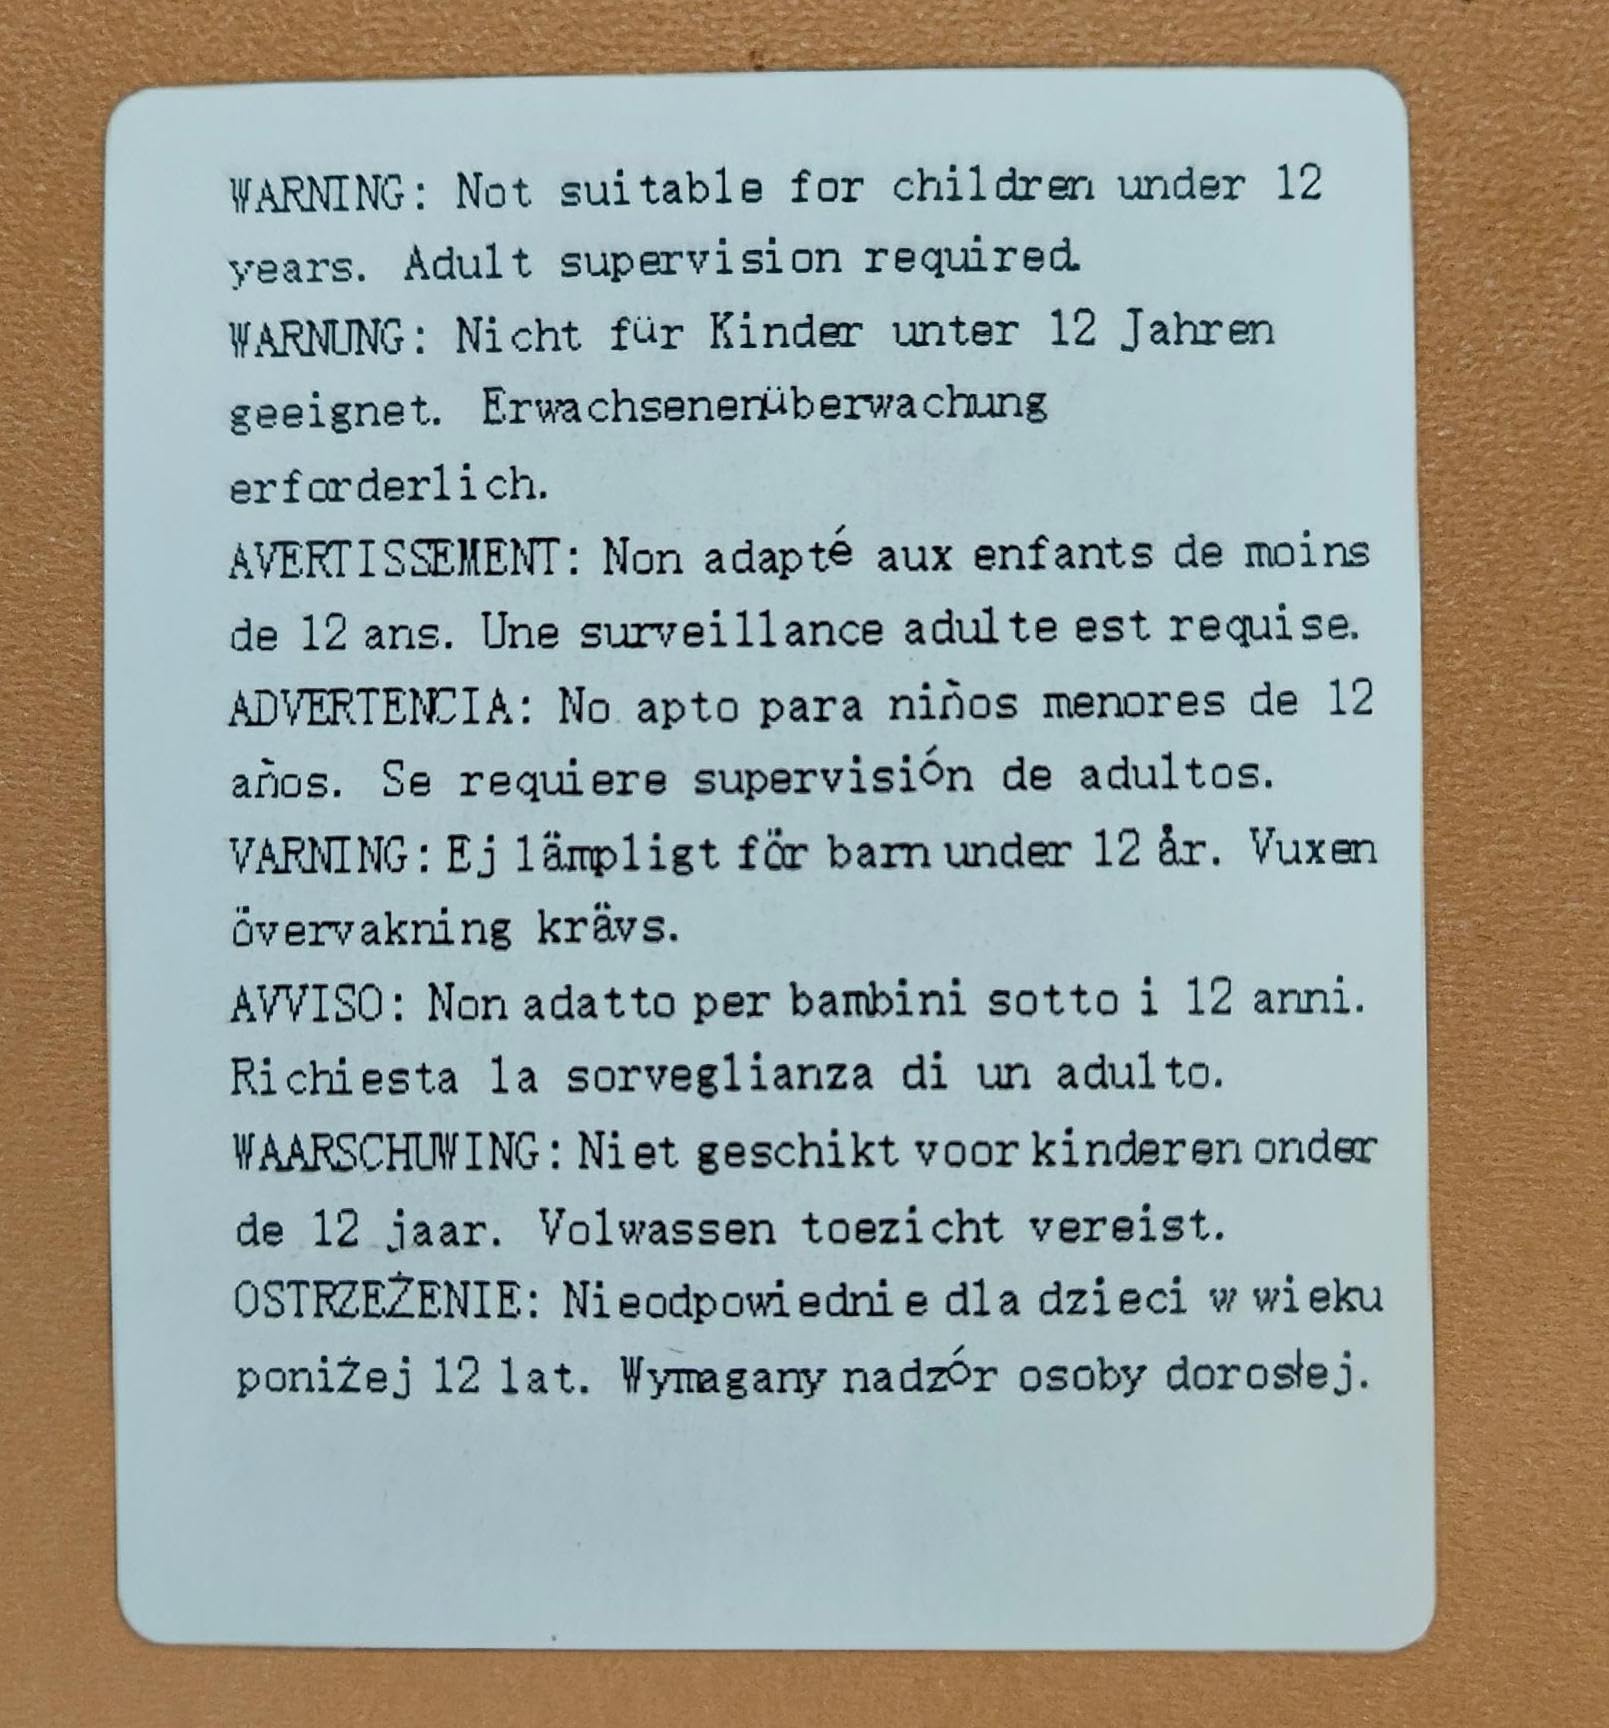 WARNING: Not suitable for children under 12
years. Adult supervision required.
WARNUNG: Nicht für Kinder unter 12 Jahren
geeignet. Erwachsenenüberwachung
erforderlich.
AVERTISSEMENT: Non adapté aux enfants de moins
de 12 ans. Une surveillance adulte est requise.
ADVERTENCIA: No apto para niños menores de 12
años. Se requiere supervisión de adultos.
VARNING: Ej lämpligt för barn under 12 år. Vuxen
övervakning krävs.
AVVISO: Non adatto per bambini sotto i 12 anni.
Richiesta la sorveglianza di un adulto.
WAARSCHUWING: Niet geschikt voor kinderen onder
de 12 jaar. Volwassen toezicht vereist.
OSTRZEŻENIE: Nieodpowiednie dla dzieci w wieku
poniżej 12 lat. Wymagany nadzór osoby dorosłej.